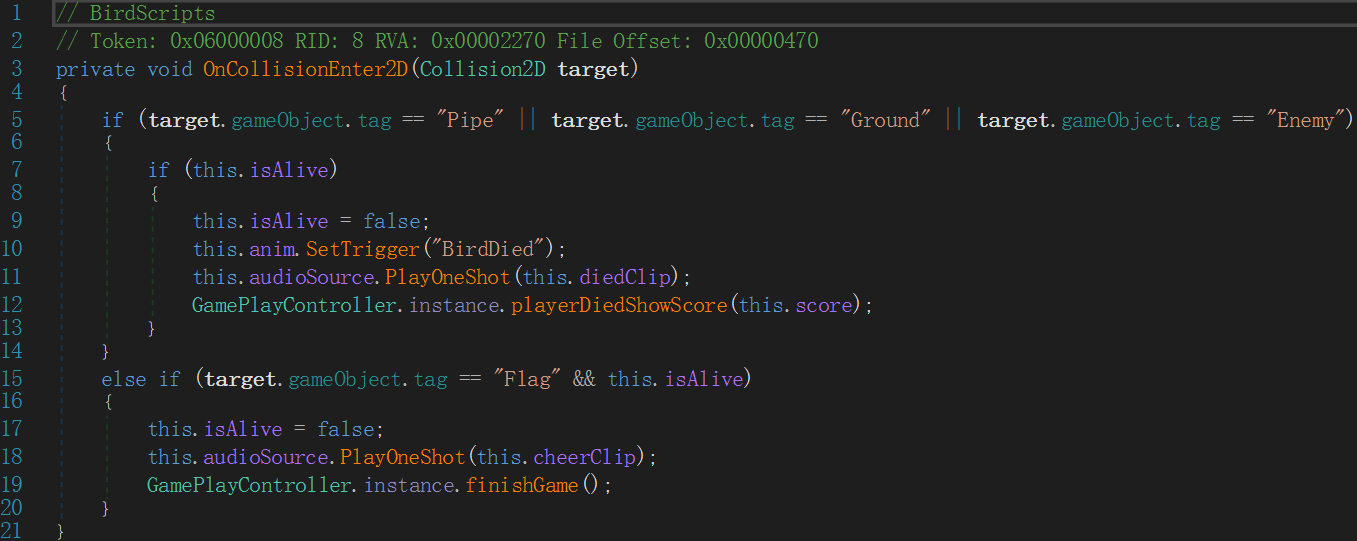 1 // BirdScripts
2 // Token: 0x06000008 RID: 8 RVA: 0x00002270 File Offset: 0x00000470
3 private void OnCollisionEnter2D(Collision2D target)
4 {
5     if (target.gameObject.tag == "Pipe" || target.gameObject.tag == "Ground" || target.gameObject.tag == "Enemy")
6     {
7         if (this.isAlive)
8         {
9             this.isAlive = false;
10             this.anim.SetTrigger("BirdDied");
11             this.audioSource.PlayOneShot(this.diedClip);
12             GamePlayController.instance.playerDiedShowScore(this.score);
13         }
14     }
15     else if (target.gameObject.tag == "Flag" && this.isAlive)
16     {
17         this.isAlive = false;
18         this.audioSource.PlayOneShot(this.cheerClip);
19         GamePlayController.instance.finishGame();
20     }
21 }